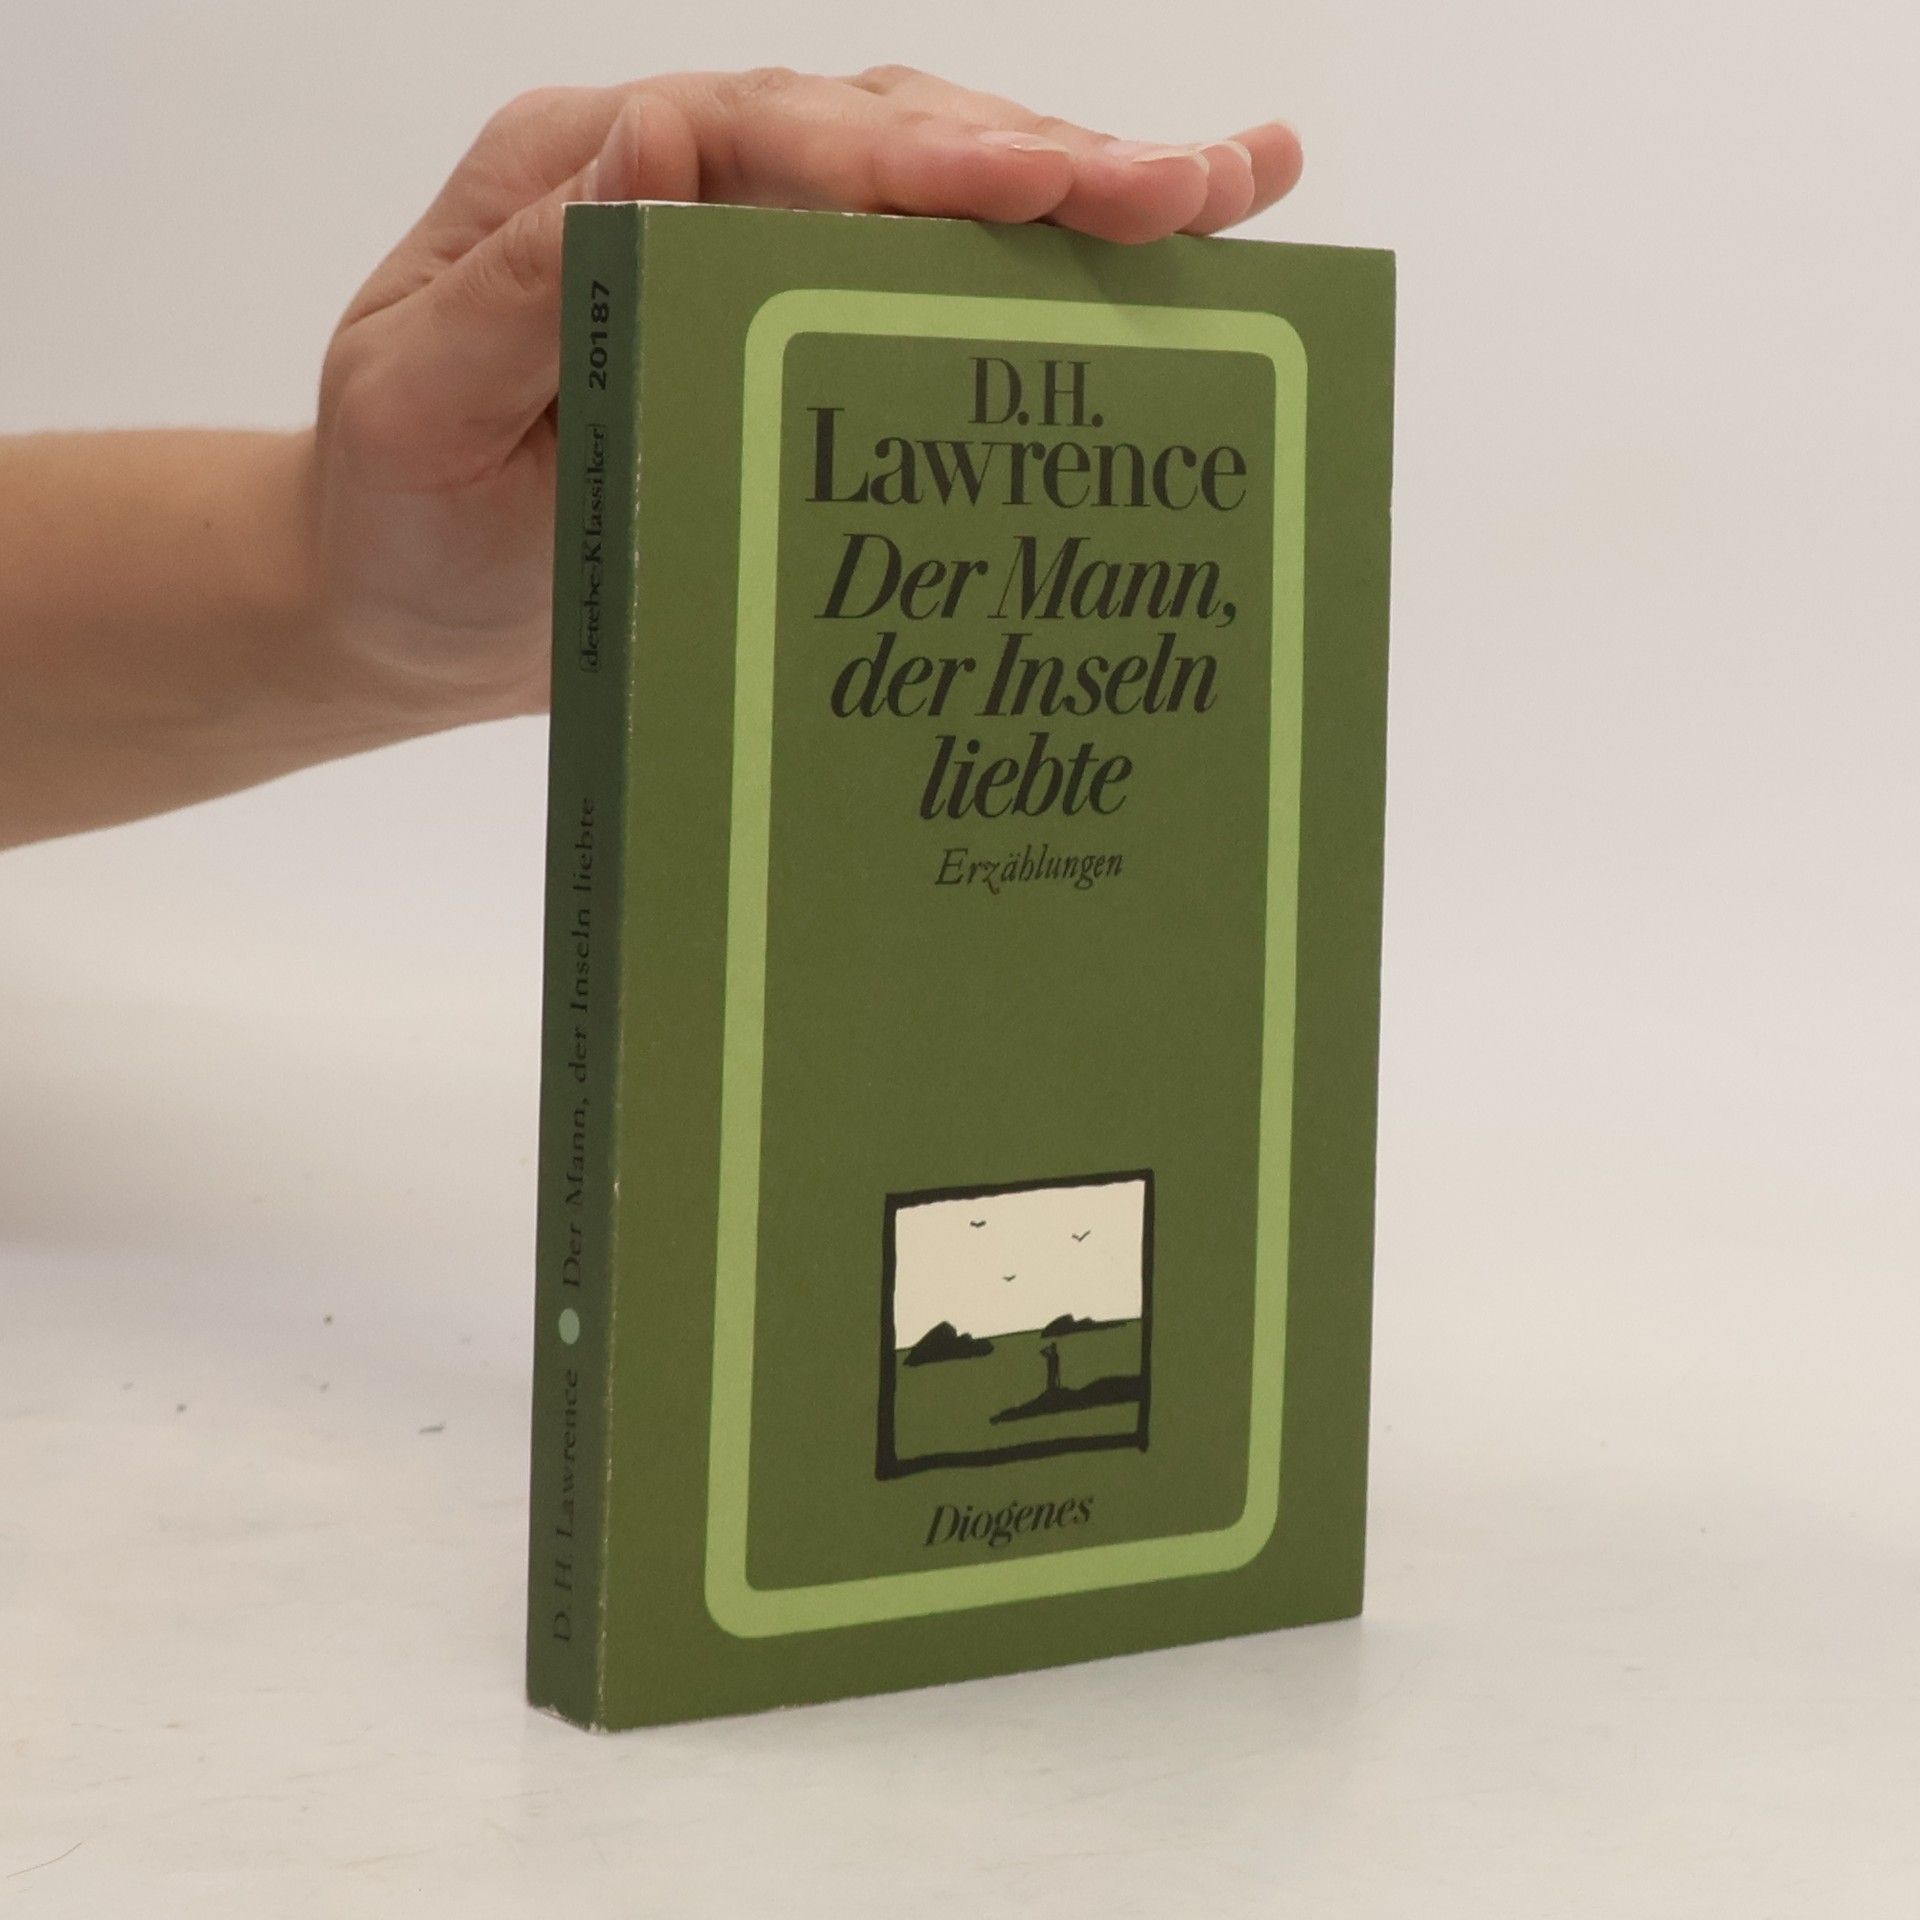 D.H.
Lawrence
Der Mann,
der Inseln
liebte
Erzählungen
Diogenes
D. H. Lawrence ● Der Mann, der Inseln liebte detebe-Klassiker 20187